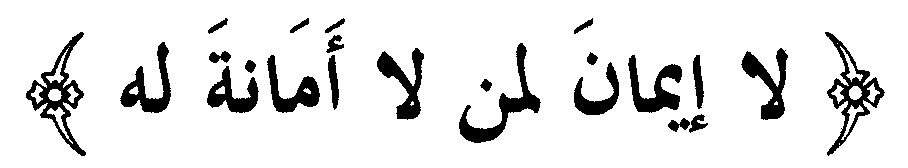 ﴿ لا إيمانَ لمن لا أَمَانةَ له ﴾